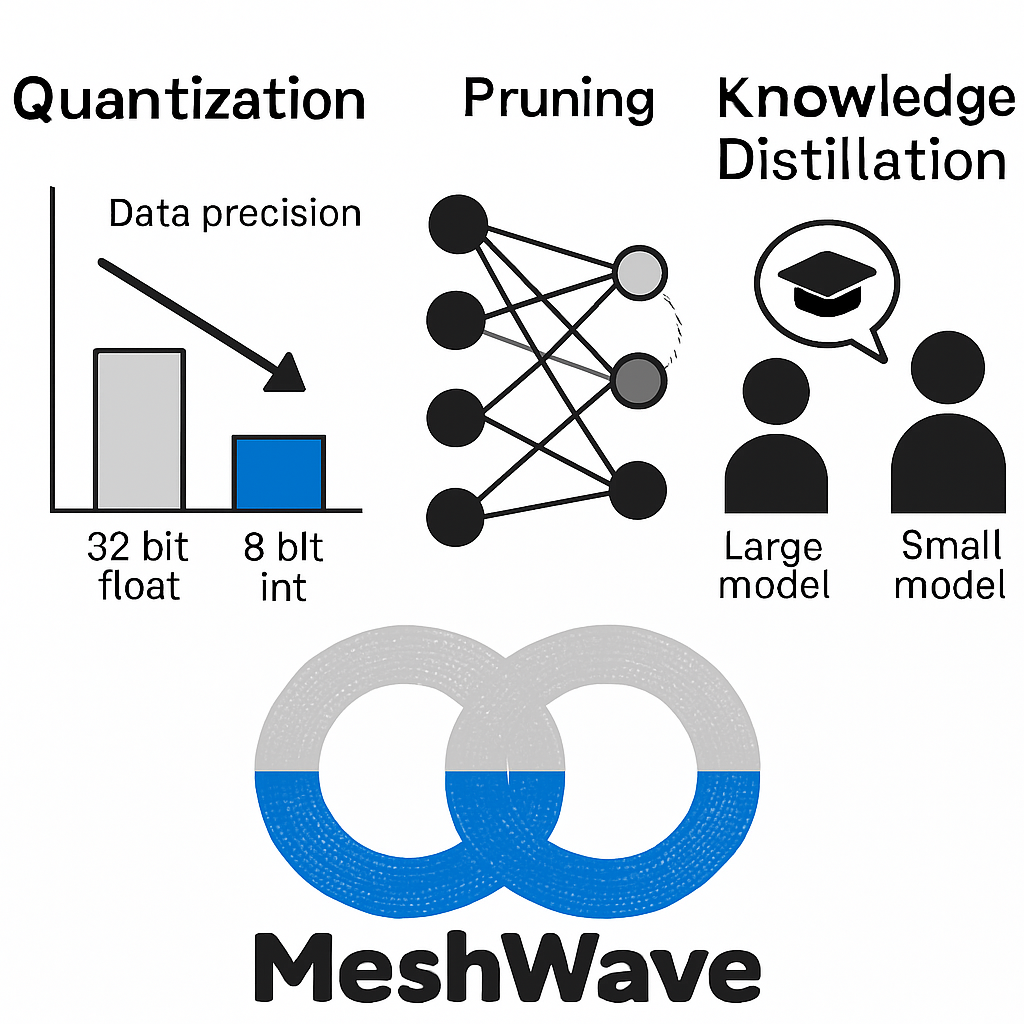 Quantization
Data precision
32 bit
float
8 blt
int
Pruning
Knowledge
Distillation
Large
model
Small
model
MeshWave